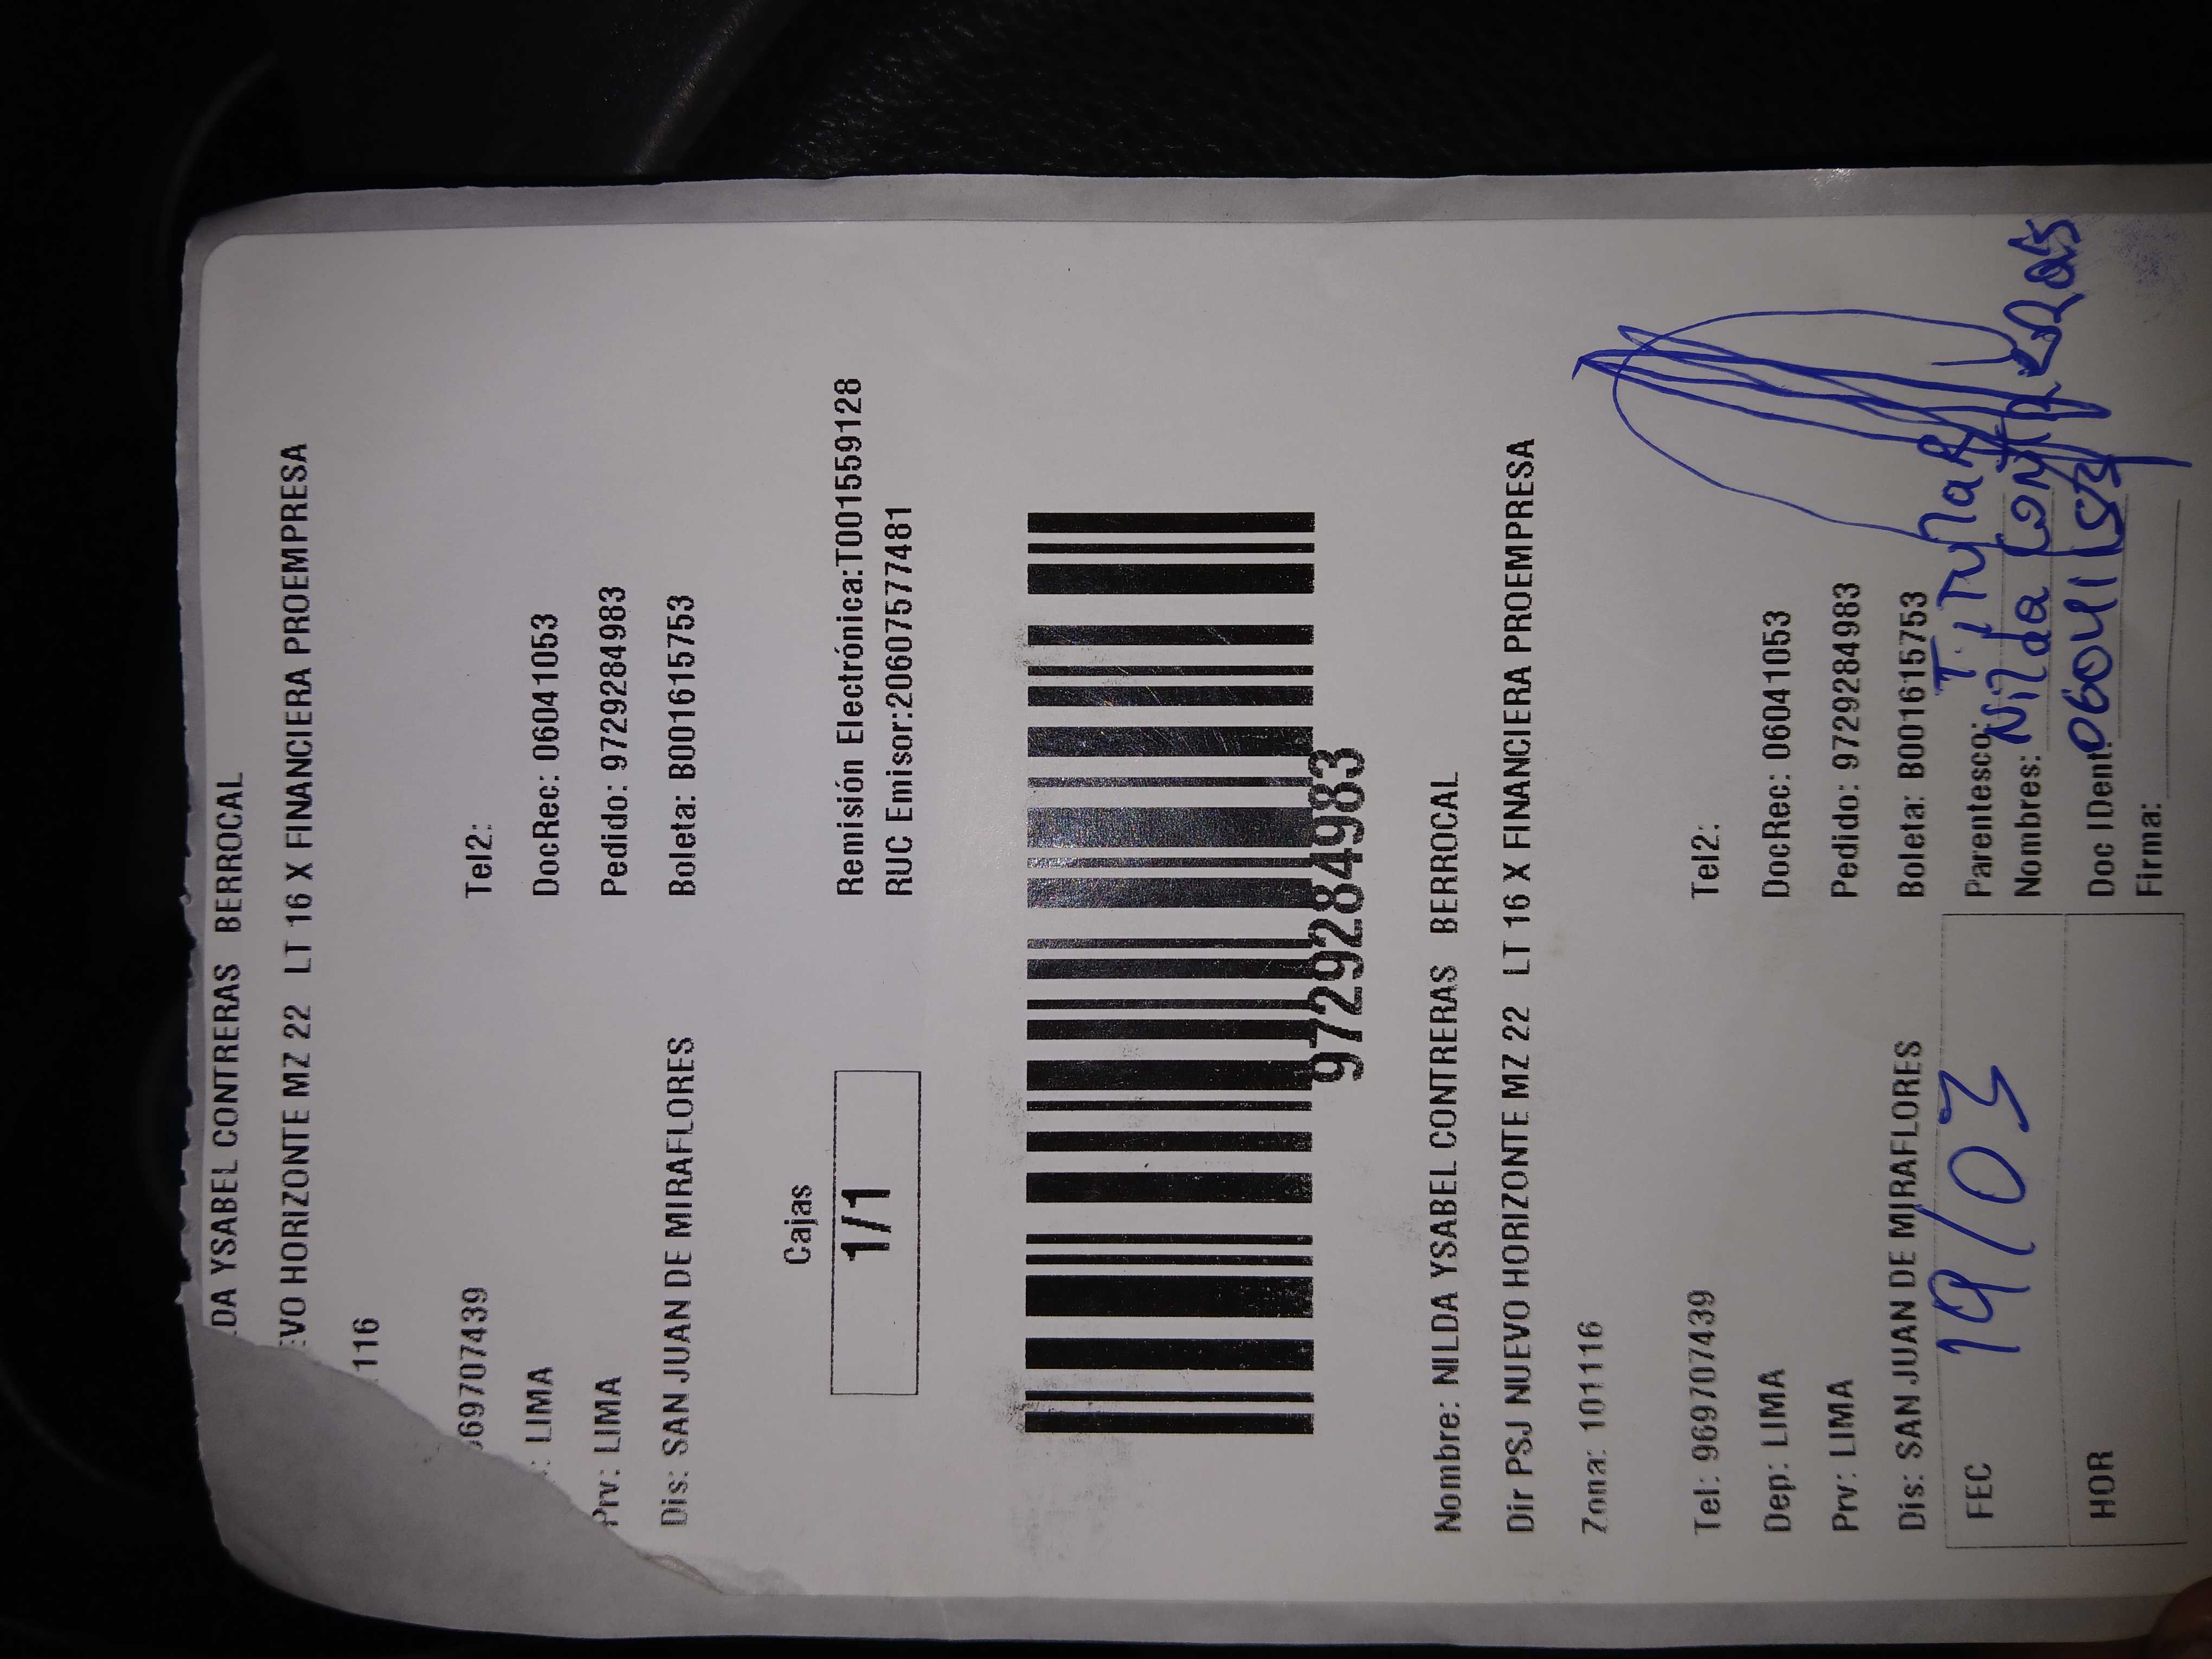 LDA YSABEL CONTRERAS BERROCAL
EVO HORIZONTE MZ 22 LT 16 X FINANCIERA PROEMPRESA
116
6970​7439 Tel2:
: LIMA DocRec: 06041053
Prv: LIMA Pedido: 9729284983
Dis: SAN JUAN DE MIRAFLORES Boleta: B001615753
Cajas
1/1
Remisión Electrónica:T001559128
RUC Emisor:20607577481
9729284983
Nombre: NILDA YSABEL CONTRERAS BERROCAL
Dir PSJ NUEVO HORIZONTE MZ 22 LT 16 X FINANCIERA PROEMPRESA
Zona: 101116
Tel: 969707439 Tel2:
Dep: LIMA DocRec: 06041053
Prv: LIMA Pedido: 9729284983
Dis: SAN JUAN DE MIRAFLORES Boleta: B001615753
FEC 19/03
HOR
Parentesco: TiTulaR
Nombres: Nilda
Doc IDent:
Firma: